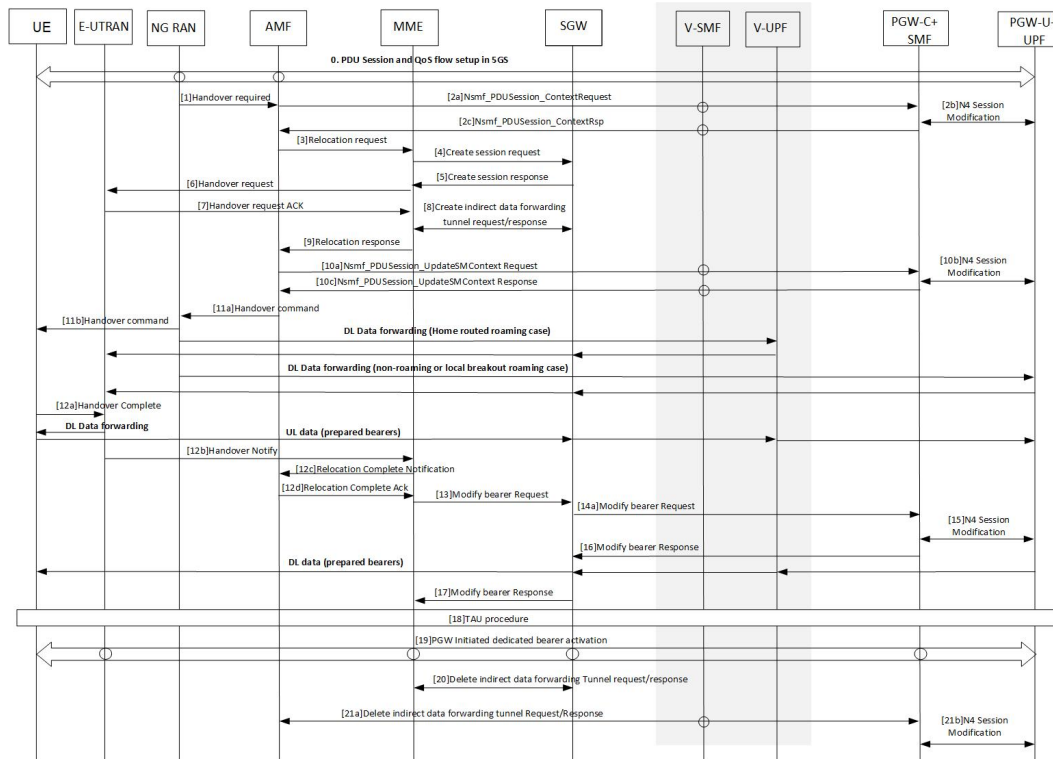 UE
E-UTRAN
NG RAN
AMF
MME
SGW
V-SMF
V-UPF
PGW-C+
SMF
PGW-U+
UPF
0. PDU Session and QoS flow setup in 5GS
[1]Handover required
[2a]Nsmf_PDUSession_ContextRequest
[2b]N4 Session
Modification
[2c]Nsmf_PDUSession_ContextRsp
[3]Relocation request
[4]Create session request
[5]Create session response
[6]Handover request
[7]Handover request ACK
[8]Create indirect data forwarding
tunnel request/response
[9]Relocation response
[10a]Nsmf_PDUSession_UpdateSMContext Request
[10b]N4 Session
Modification
[10c]Nsmf_PDUSession_UpdateSMContext Response
[11a]Handover command
[11b]Handover command
DL Data forwarding (Home routed roaming case)
DL Data forwarding (non-roaming or local breakout roaming case)
[12a]Handover Complete
DL Data forwarding
UL data (prepared bearers)
[12b]Handover Notify
[12c]Relocation Complete Notification
[12d]Relocation Complete Ack
[13]Modify bearer Request
[14a]Modify bearer Request
[15]N4 Session
Modification
[16]Modify bearer Response
DL data (prepared bearers)
[17]Modify bearer Response
[18]TAU procedure
[19]PGW Initiated dedicated bearer activation
[20]Delete indirect data forwarding Tunnel request/response
[21a]Delete indirect data forwarding tunnel Request/Response
[21b]N4 Session
Modification